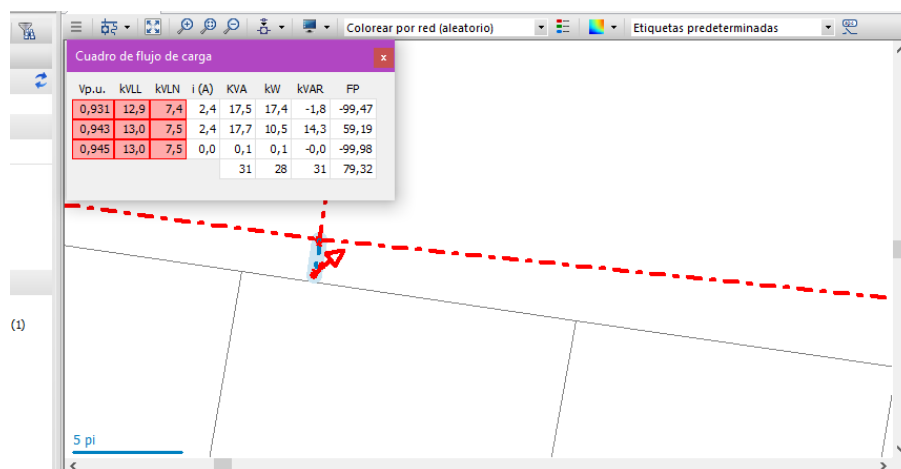 Colorear por red (aleatorio) Etiquetas predeterminadas
Cuadro de flujo de carga x
Vp.u. kVLL kVLN i (A) KVA kW kVAR FP
0,931 12,9 7,4 2,4 17,5 17,4 -1,8 -99,47
0,943 13,0 7,5 2,4 17,7 10,5 14,3 59,19
0,945 13,0 7,5 0,0 0,1 0,1 -0,0 -99,98
31 28 31 79,32
(1)
5 pi